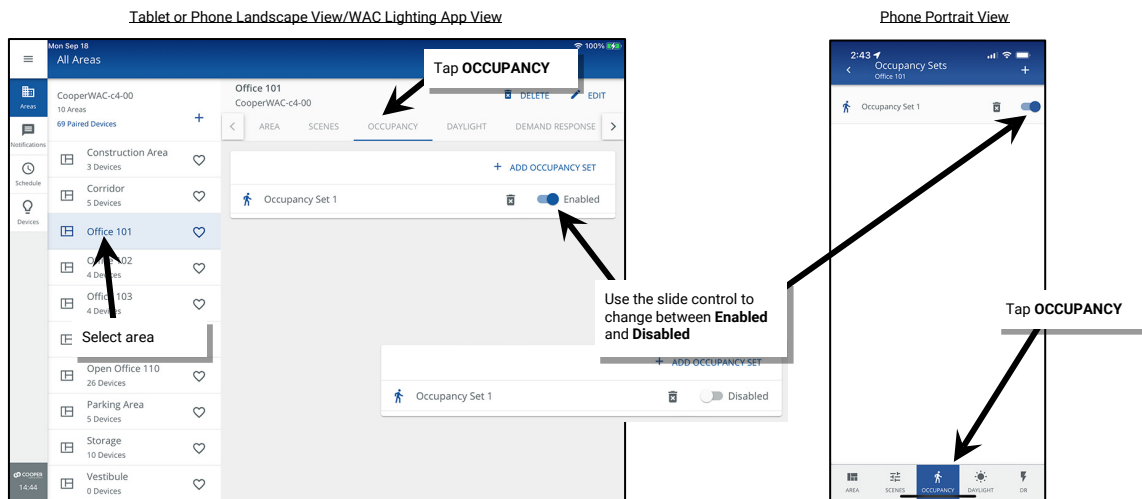 Tablet or Phone Landscape View/WAC Lighting App View
Phone Portrait View
Mon Sep 18
100%
All Areas
Tap OCCUPANCY
Areas
Notifications
Schedule
Devices
CooperWAC-c4-00
10 Areas
69 Paired Devices
+
Construction Area
3 Devices
Corridor
5 Devices
Office 101
Office 102
4 Devices
Office 103
4 Devices
Select area
Open Office 110
26 Devices
Parking Area
5 Devices
Storage
10 Devices
Vestibule
0 Devices
COOPER
14:44
Office 101
CooperWAC-c4-00
DELETE
EDIT
< AREA SCENES OCCUPANCY DAYLIGHT DEMAND RESPONSE >
+ ADD OCCUPANCY SET
Occupancy Set 1
Enabled
Use the slide control to
change between Enabled
and Disabled
+ ADD OCCUPANCY SET
Occupancy Set 1
Disabled
2:43
< Occupancy Sets +
Office 101
Occupancy Set 1
Tap OCCUPANCY
AREA SCENES OCCUPANCY DAYLIGHT DR